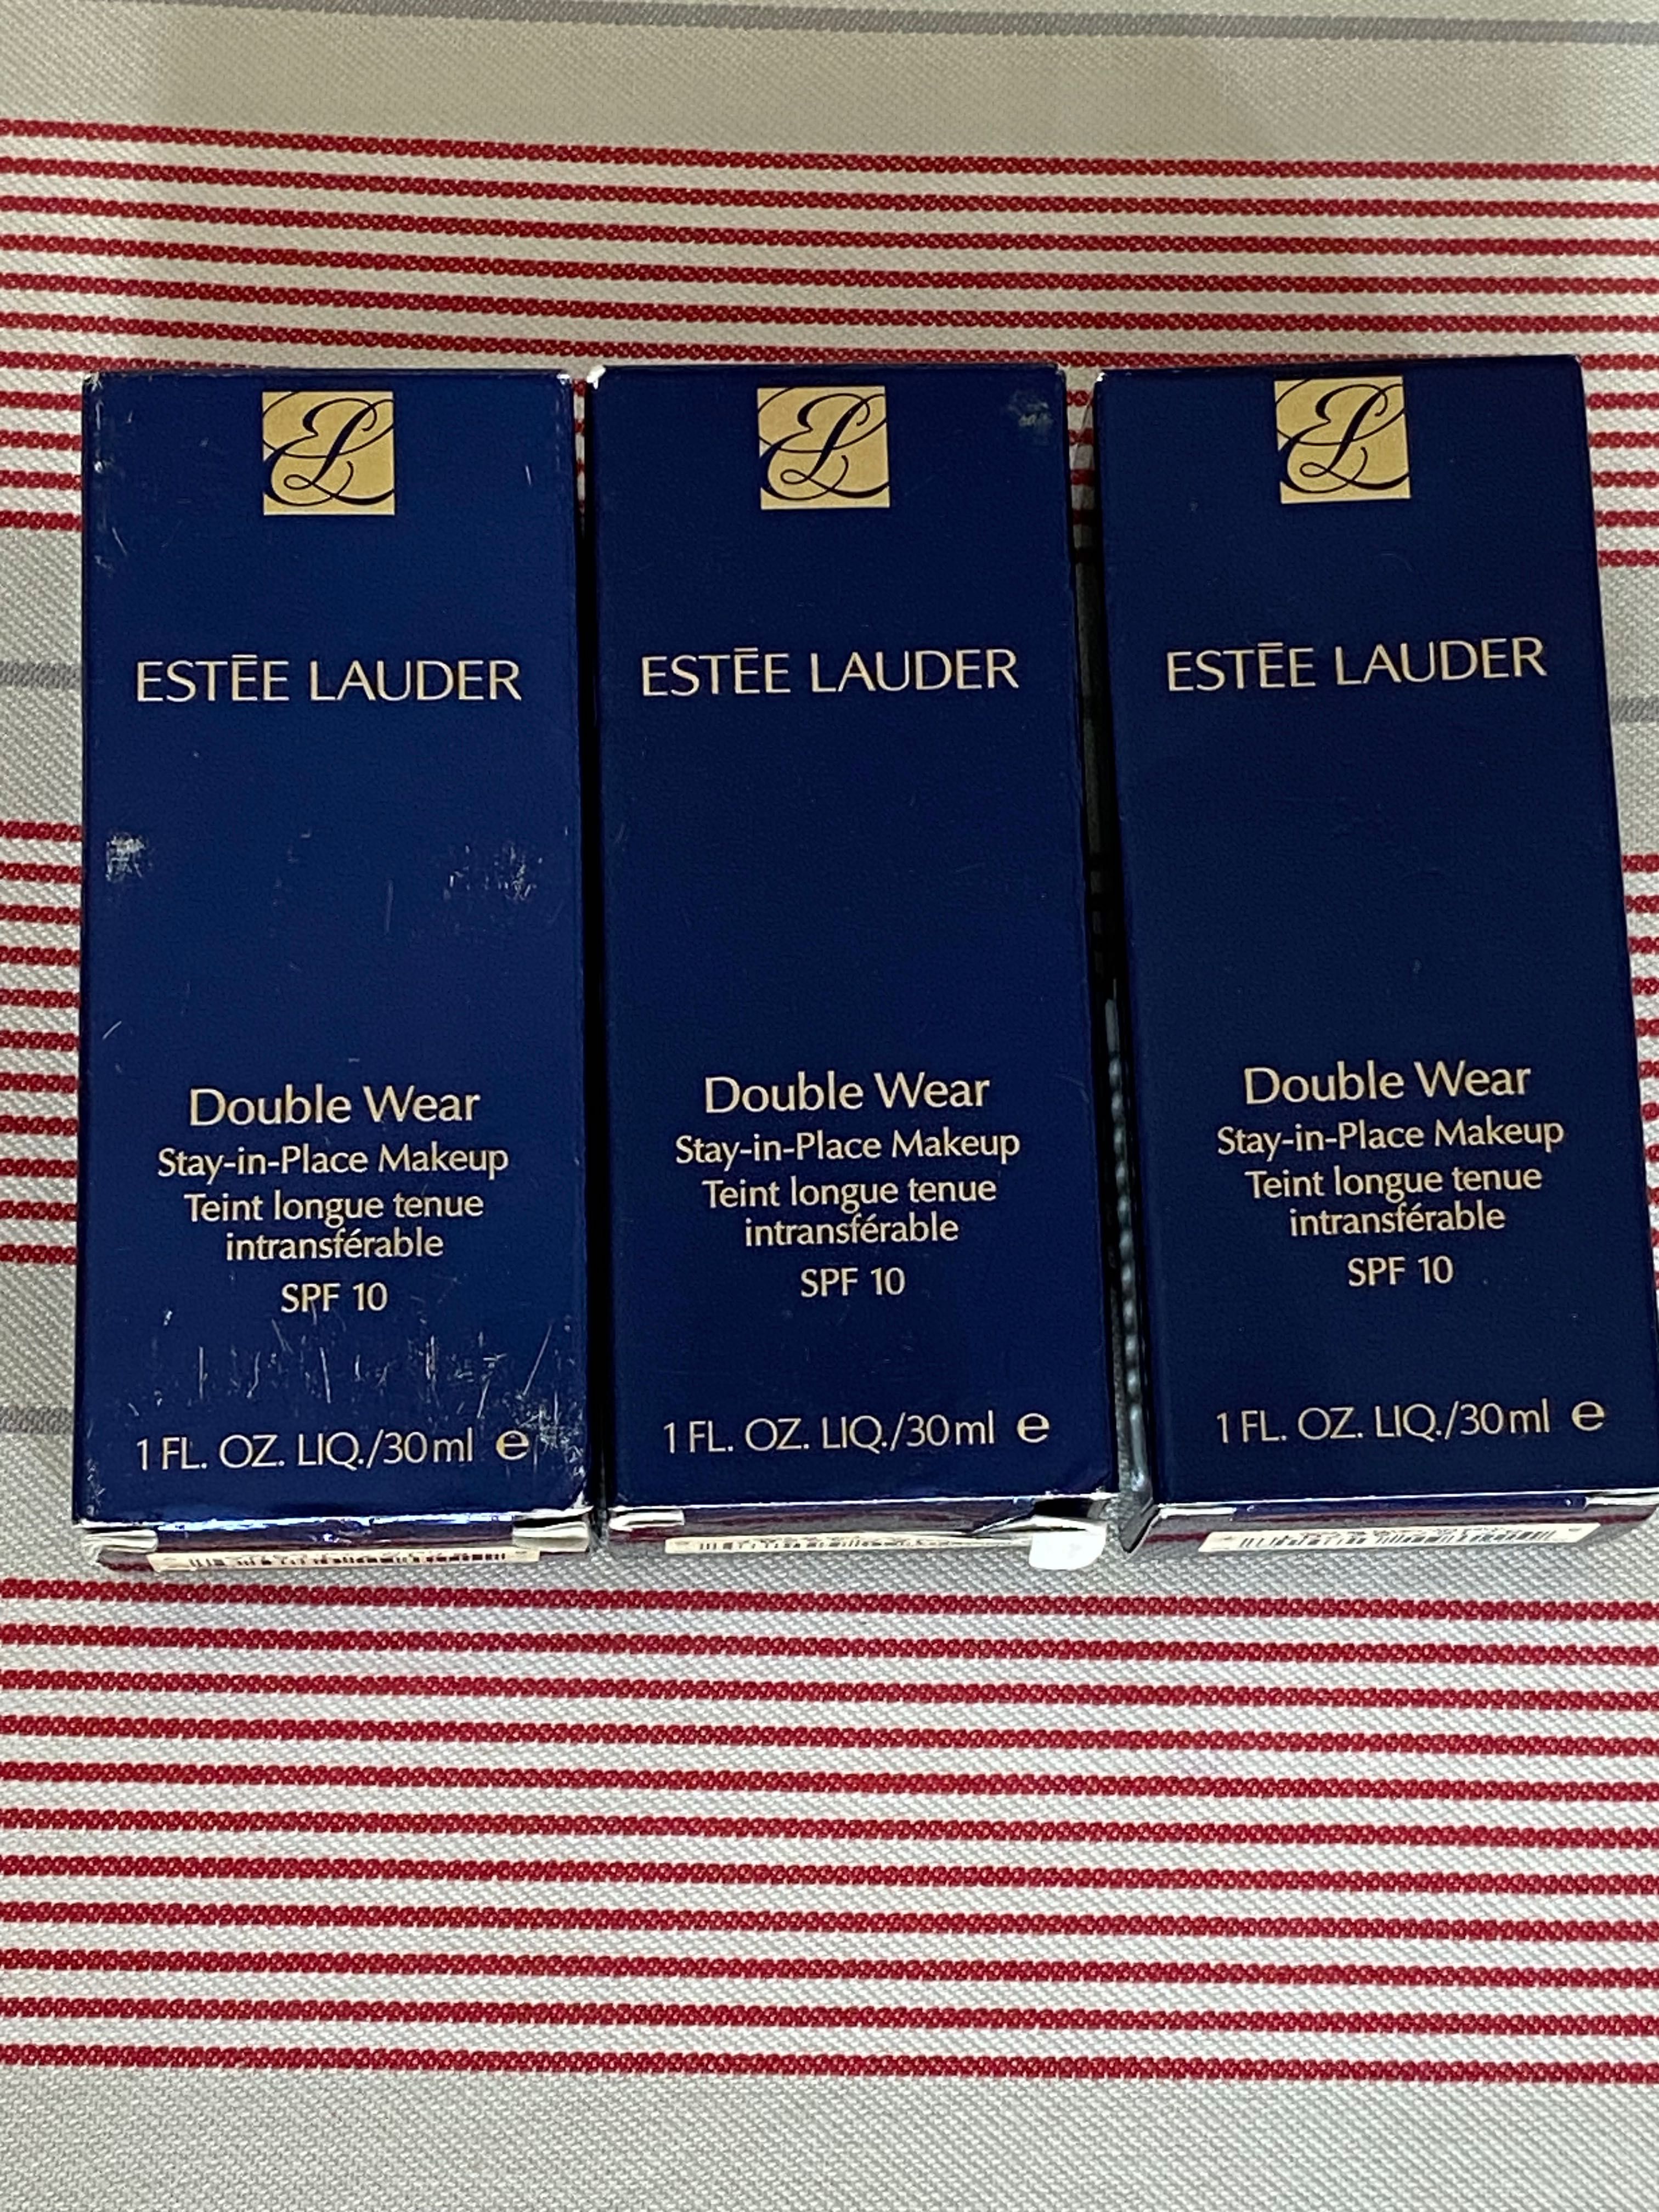 EL
ESTĒE LAUDER
Double Wear
Stay-in-Place Makeup
Teint longue tenue
intransférable
SPF 10
1 FL. OZ. LIQ./30ml e
EL
ESTĒE LAUDER
Double Wear
Stay-in-Place Makeup
Teint longue tenue
intransférable
SPF 10
1 FL. OZ. LIQ./30ml e
EL
ESTĒE LAUDER
Double Wear
Stay-in-Place Makeup
Teint longue tenue
intransférable
SPF 10
1 FL. OZ. LIQ./30ml e